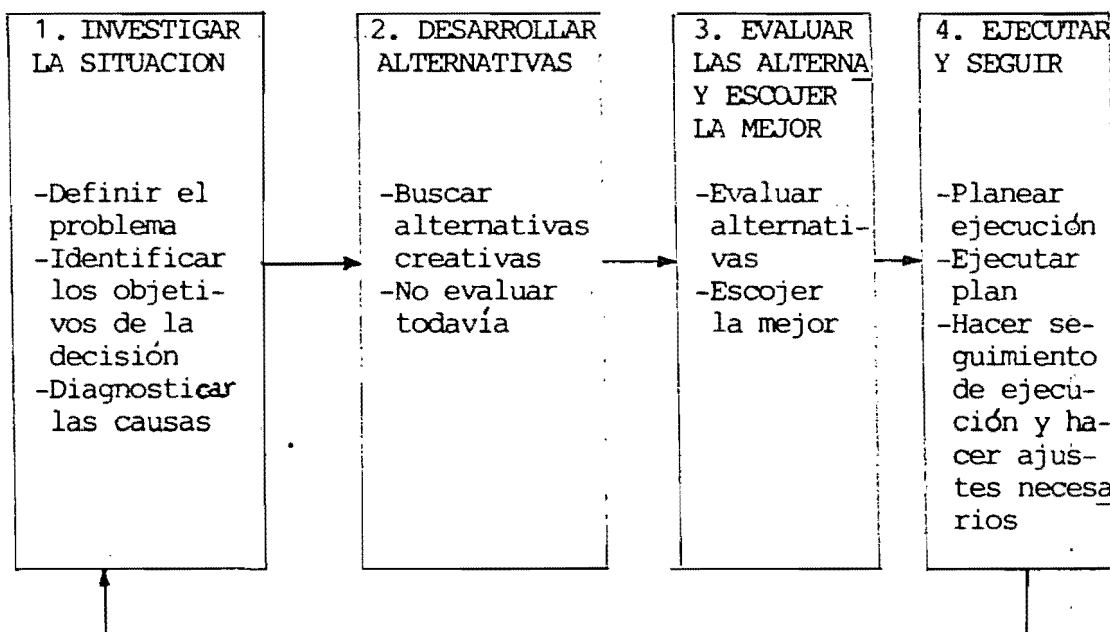 1. INVESTIGAR
LA SITUACION
-Definir el
problema
-Identificar
los objeti-
vos de la
decisión
-Diagnosticar
las causas
2. DESARROLLAR
ALTERNATIVAS
-Buscar
alternativas
creativas
-No evaluar
todavía
3. EVALUAR
LAS ALTERNA
Y ESCOJER
LA MEJOR
-Evaluar
alternati-
vas
-Escojer
la mejor
4. EJECUTAR
Y SEGUIR
-Planear
ejecución
-Ejecutar
plan
-Hacer se-
guimiento
de ejecu-
ción y ha-
cer ajus-
tes necesa
rios